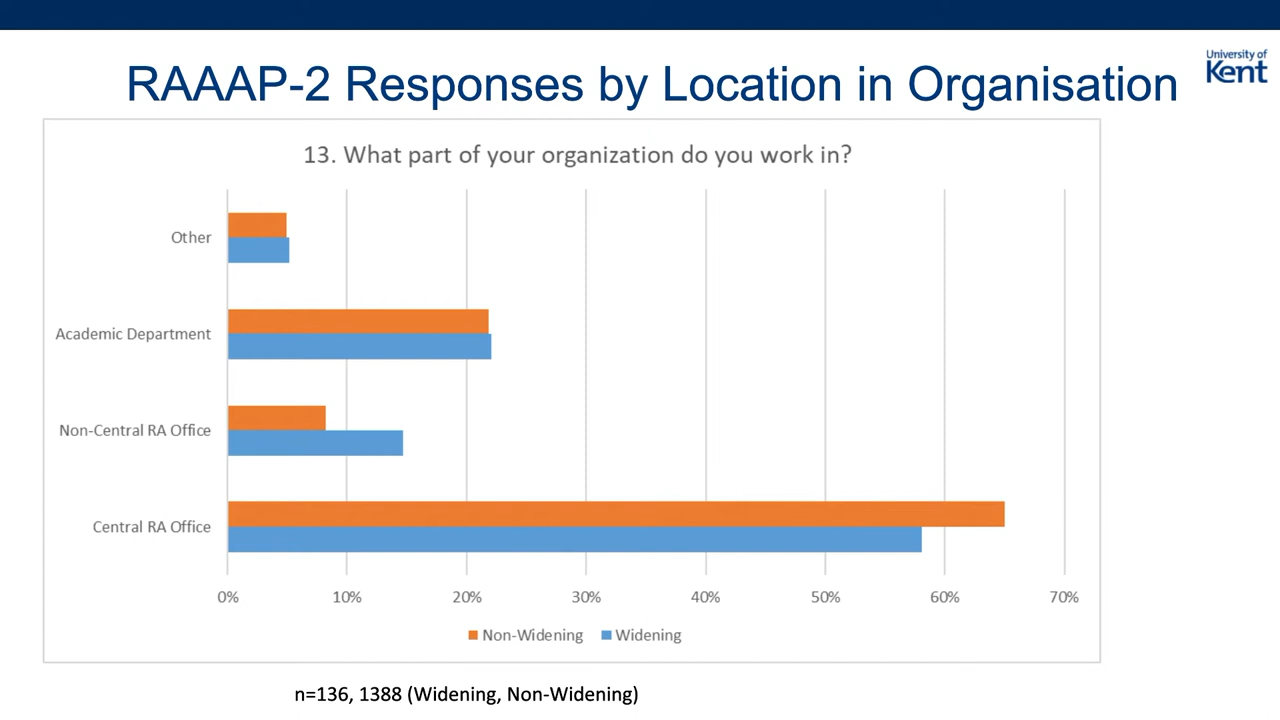 University of
Kent
RAAAP-2 Responses by Location in Organisation
13. What part of your organization do you work in?
Other
Academic Department
Non-Central RA Office
Central RA Office
0% 10% 20% 30% 40% 50% 60% 70%
Non-Widening Widening
n=136, 1388 (Widening, Non-Widening)